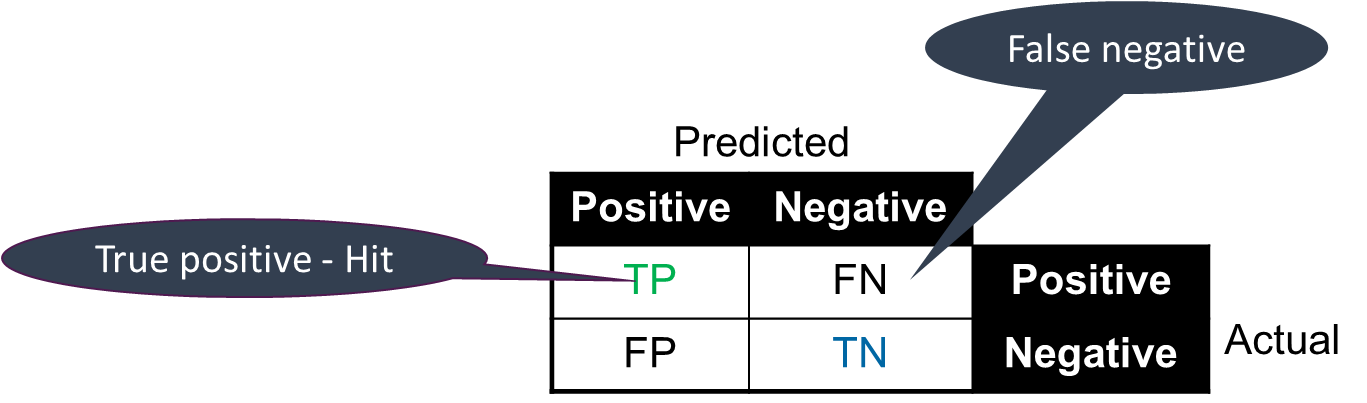 False negative
Predicted
Positive Negative
True positive - Hit
TP FN Positive
FP TN Negative
Actual